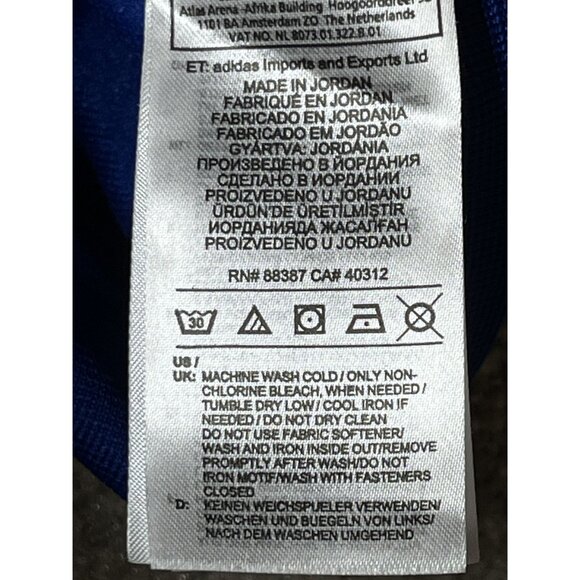 Atlas Arena -Afrika Building Hoogoorddreef
1101 BA Amsterdam ZO The Netherlands
VAT NO. NL 8073.01.322.B.01
ET: adidas Imports and Exports Ltd
MADE IN JORDAN
FABRIQUÉ EN JORDAN
FABRICADO EN JORDANIA
FABRICADO EM JORDÃO
GYÁRTVA: JORDÁNIA
ПРОИЗВЕДЕНО В ЙОРДАНИЯ
СДЕЛАНО В ИОРДАНИИ
PROIZVEDENO U JORDANU
ÜRDÜN'DE ÜRETİLMİŞTİR
ИОРДАНИЯДА ЖАСАЛҒАН
PROIZVEDENO U JORDANU
RN# 88387 CA# 40312
30
US /
UK: MACHINE WASH COLD / ONLY NON-
CHLORINE BLEACH, WHEN NEEDED /
TUMBLE DRY LOW / COOL IRON IF
NEEDED / DO NOT DRY CLEAN
DO NOT USE FABRIC SOFTENER/
WASH AND IRON INSIDE OUT/REMOVE
PROMPTLY AFTER WASH/DO NOT
IRON MOTIF/WASH WITH FASTENERS
CLOSED
D: KEINEN WEICHSPUELER VERWENDEN/
WASCHEN UND BUEGELN VON LINKS/
NACH DEM WASCHEN UMGEHEND